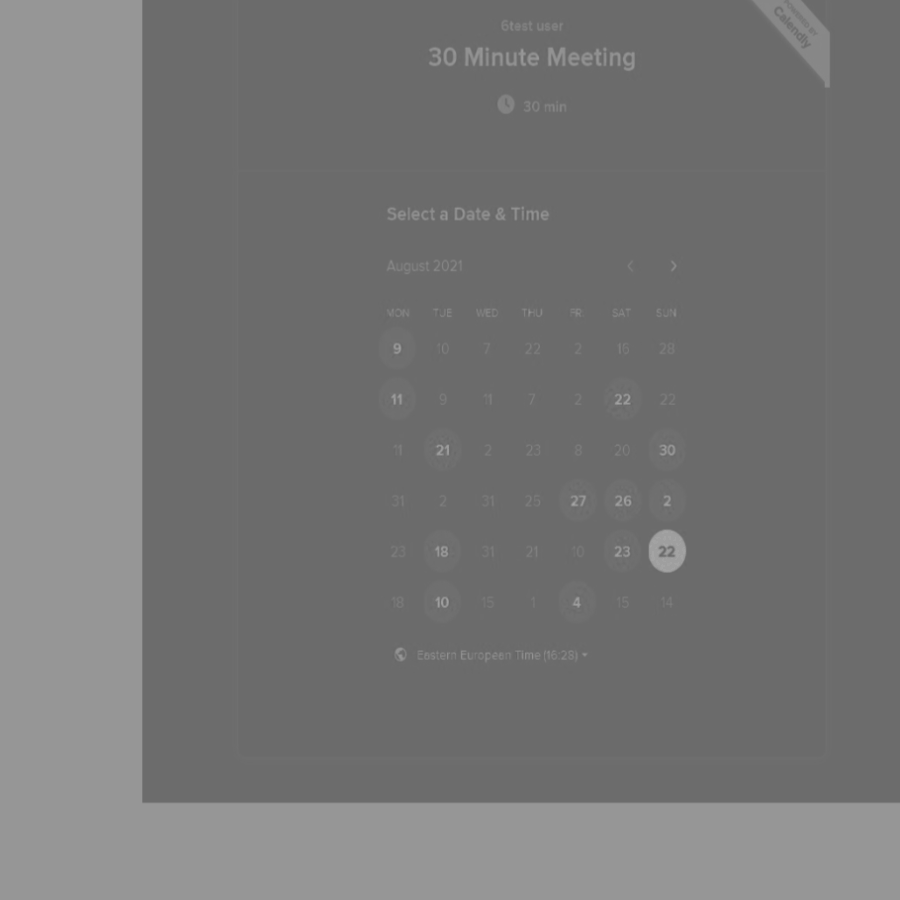 POWERED BY
Calendly
6test user
30 Minute Meeting
30 min
Select a Date & Time
August 2021
MON TUE WED THU FRI SAT SUN
9 10 7 22 2 15 28
11 9 11 7 2 22 22
11 21 2 23 8 20 30
31 2 31 25 27 26 2
23 18 31 21 10 23 22
18 10 15 1 4 15 14
Eastern European Time (16:28)